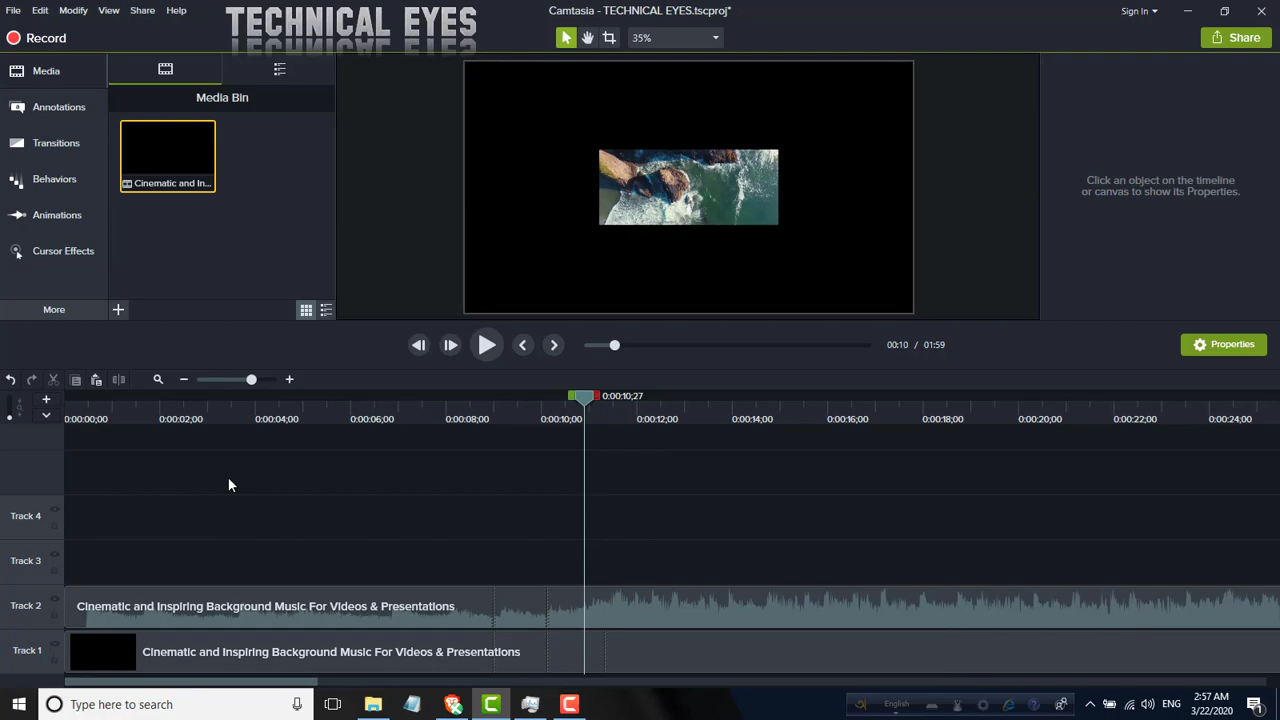 File Edit Modify View Share Help
TECHNICAL EYES
Camtasia - TECHNICAL EYES.tscproj*
Sign In
Record
35%
Share
Media
Media Bin
Annotations
Transitions
Behaviors
Animations
Cursor Effects
More
Cinematic and In...
Click an object on the timeline
or canvas to show its Properties.
00:10 / 01:59
Properties
0:00:10;27
0:00:00;00 0:00:02;00 0:00:04;00 0:00:06;00 0:00:08;00 0:00:10;00 0:00:12;00 0:00:14;00 0:00:16;00 0:00:18;00 0:00:20;00 0:00:22;00 0:00:24;00
Track 4
Track 3
Track 2
Cinematic and Inspiring Background Music For Videos & Presentations
Track 1
Cinematic and Inspiring Background Music For Videos & Presentations
Type here to search
English
ENG
2:57 AM
3/22/2020